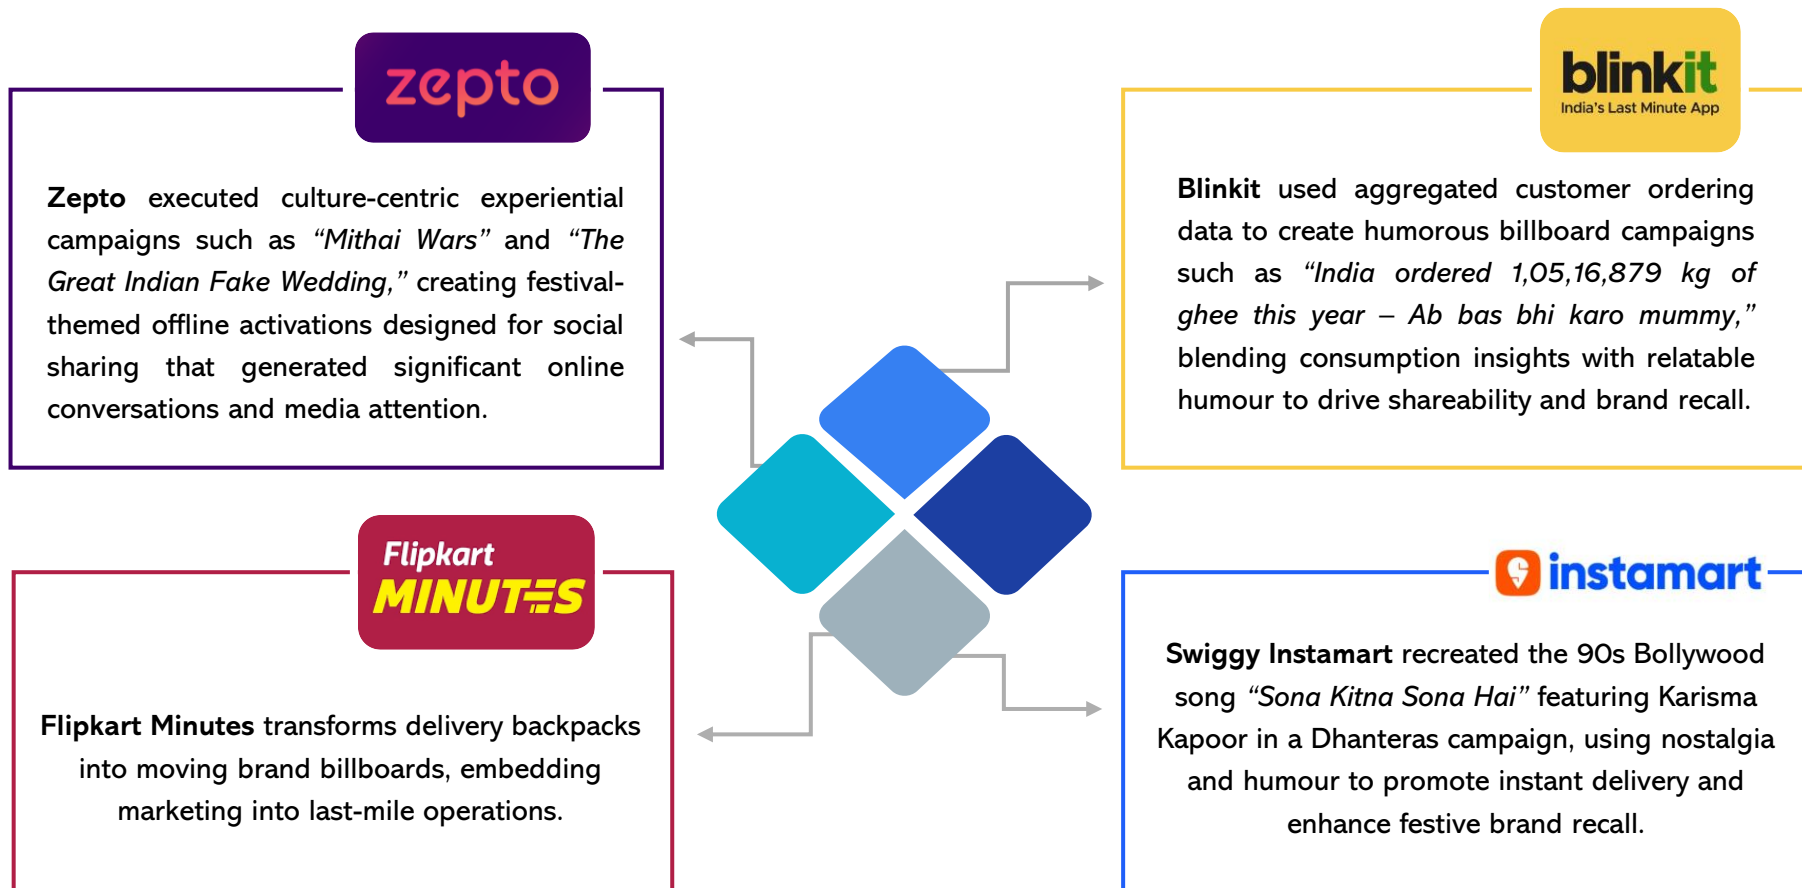 zepto
Zepto executed culture-centric experiential
campaigns such as “Mithai Wars” and “The
Great Indian Fake Wedding,” creating festival-
themed offline activations designed for social
sharing that generated significant online
conversations and media attention.
blinkit
India's Last Minute App
Blinkit used aggregated customer ordering
data to create humorous billboard campaigns
such as “India ordered 1,05,16,879 kg of
ghee this year – Ab bas bhi karo mummy,”
blending consumption insights with relatable
humour to drive shareability and brand recall.
Flipkart
MINUTES
Flipkart Minutes transforms delivery backpacks
into moving brand billboards, embedding
marketing into last-mile operations.
instamart
Swiggy Instamart recreated the 90s Bollywood
song “Sona Kitna Sona Hai” featuring Karisma
Kapoor in a Dhanteras campaign, using nostalgia
and humour to promote instant delivery and
enhance festive brand recall.